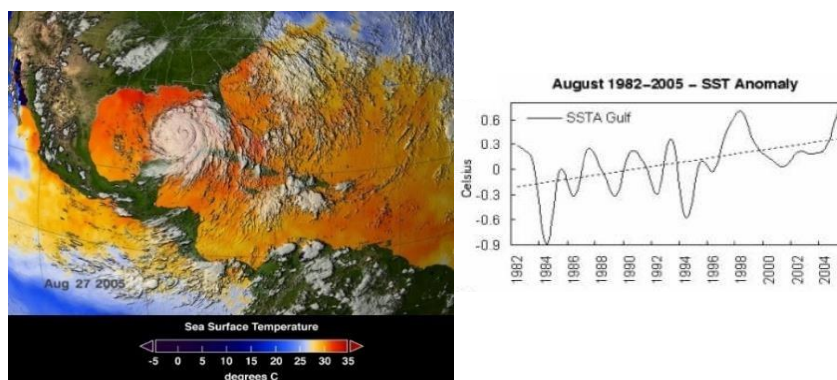 Aug 27 2005
Sea Surface Temperature
-5 0 5 10 15 20 25 30 35
degrees C
August 1982-2005 - SST Anomaly
SSTA Gulf
Celsius
0.6
0.3
0
-0.3
-0.6
-0.9
1982 1984 1986 1988 1990 1992 1994 1996 1998 2000 2002 2004